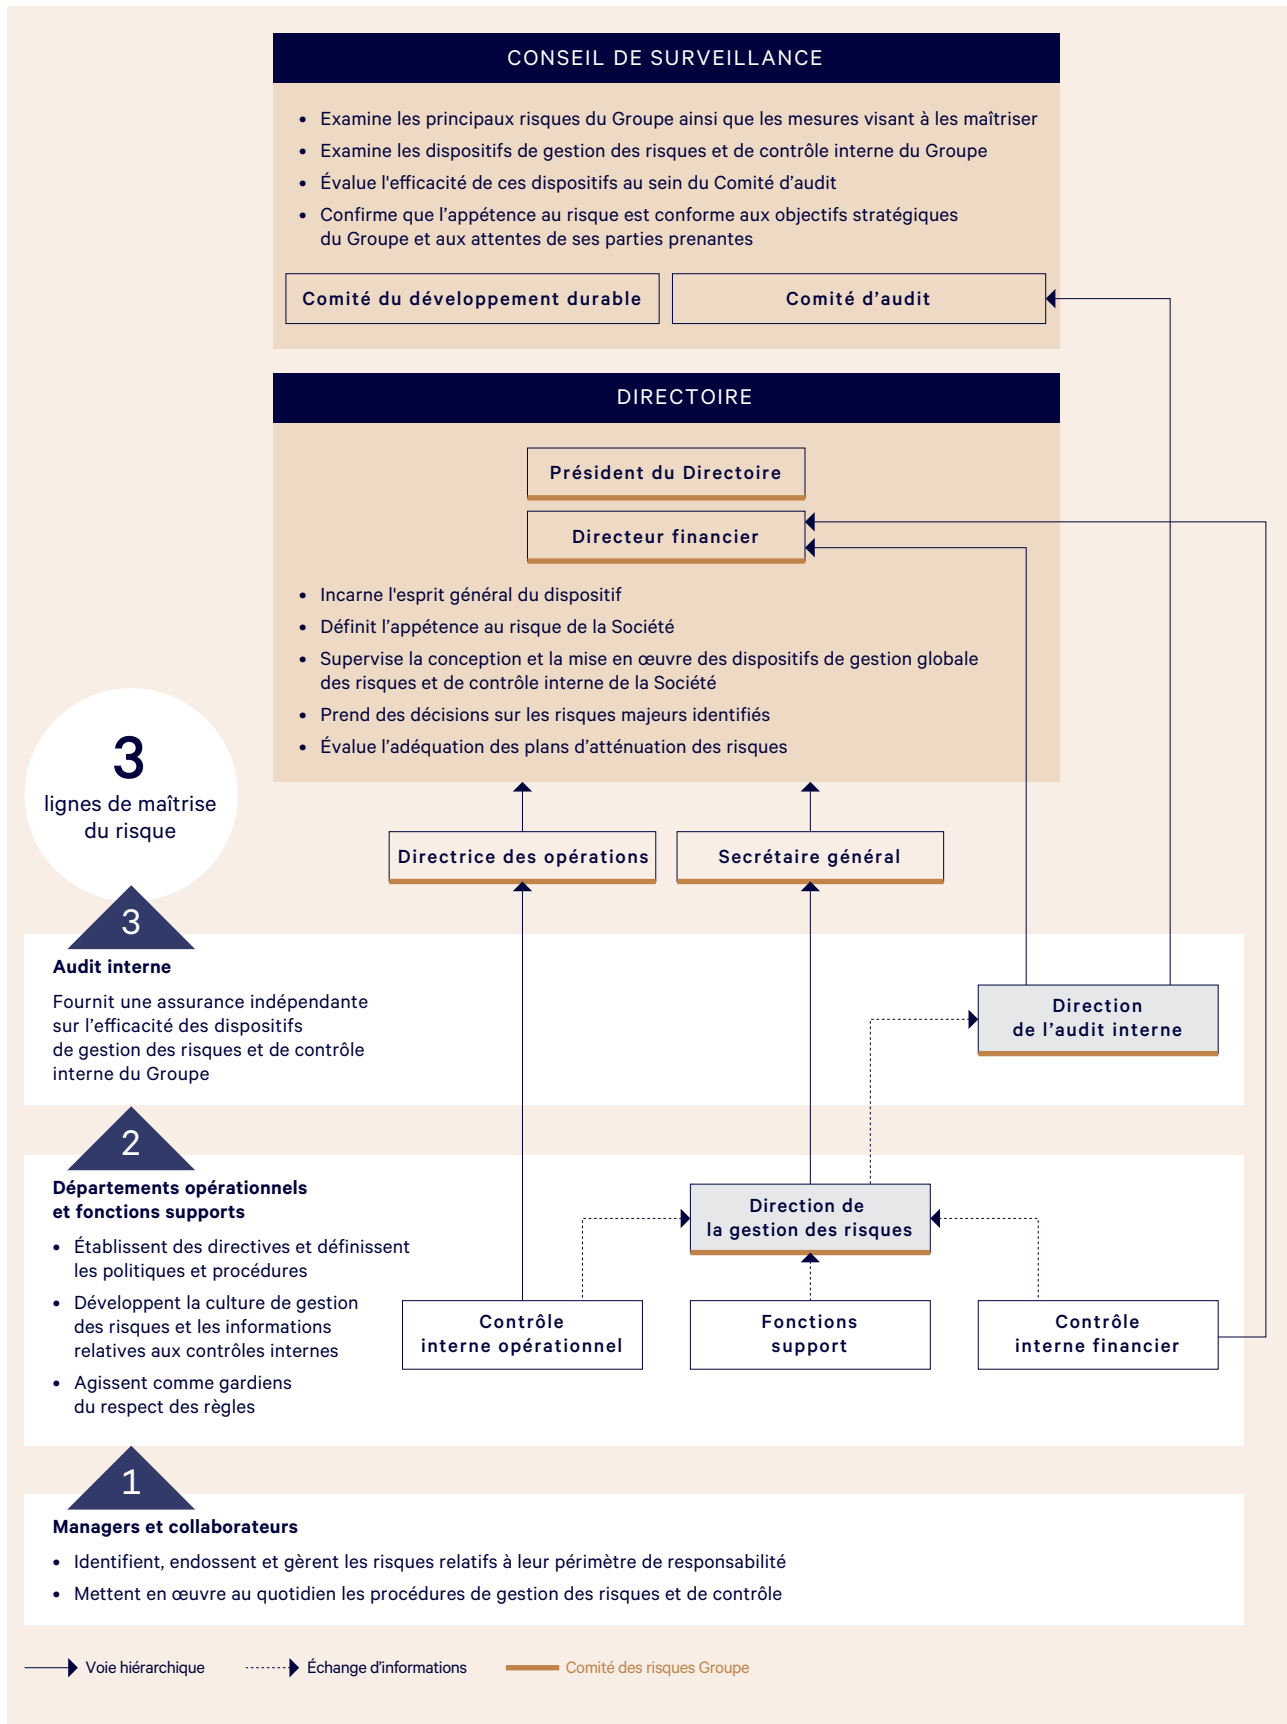 CONSEIL DE SURVEILLANCE
• Examine les principaux risques du Groupe ainsi que les mesures visant à les maîtriser
• Examine les dispositifs de gestion des risques et de contrôle interne du Groupe
• Évalue l'efficacité de ces dispositifs au sein du Comité d’audit
• Confirme que l’appétence au risque est conforme aux objectifs stratégiques
du Groupe et aux attentes de ses parties prenantes
Comité du développement durable
Comité d’audit
DIRECTOIRE
Président du Directoire
Directeur financier
• Incarne l'esprit général du dispositif
• Définit l’appétence au risque de la Société
• Supervise la conception et la mise en œuvre des dispositifs de gestion globale
des risques et de contrôle interne de la Société
• Prend des décisions sur les risques majeurs identifiés
• Évalue l’adéquation des plans d’atténuation des risques
3
lignes de maîtrise
du risque
Directrice des opérations
Secrétaire général
3
Audit interne
Fournit une assurance indépendante
sur l’efficacité des dispositifs
de gestion des risques et de contrôle
interne du Groupe
Direction
de l’audit interne
2
Départements opérationnels
et fonctions supports
• Établissent des directives et définissent
les politiques et procédures
• Développent la culture de gestion
des risques et les informations
relatives aux contrôles internes
• Agissent comme gardiens
du respect des règles
Direction de
la gestion des risques
Contrôle
interne opérationnel
Fonctions
support
Contrôle
interne financier
1
Managers et collaborateurs
• Identifient, endossent et gèrent les risques relatifs à leur périmètre de responsabilité
• Mettent en œuvre au quotidien les procédures de gestion des risques et de contrôle
Voie hiérarchique
Échange d’informations
Comité des risques Groupe